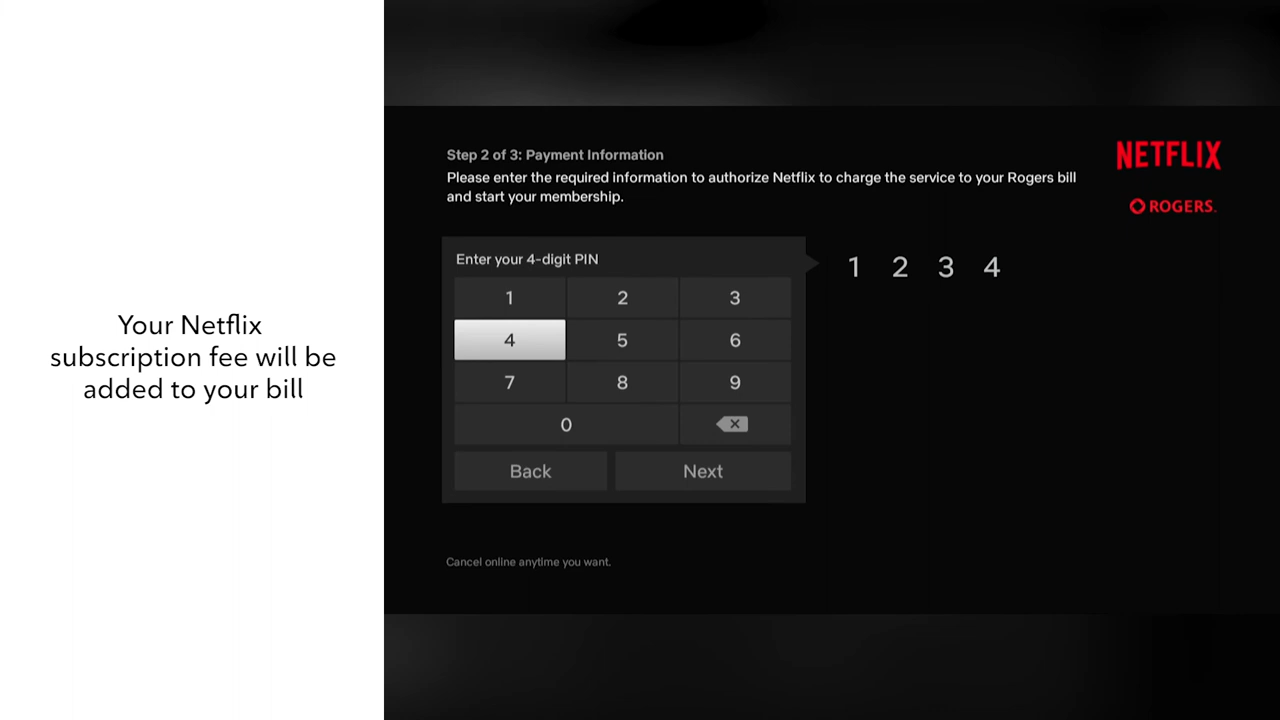 Your Netflix
subscription fee will be
added to your bill
Step 2 of 3: Payment Information
Please enter the required information to authorize Netflix to charge the service to your Rogers bill
and start your membership.
NETFLIX
ROGERS.
Enter your 4-digit PIN
1 2 3 4
1 2 3
4 5 6
7 8 9
0
Back Next
Cancel online anytime you want.